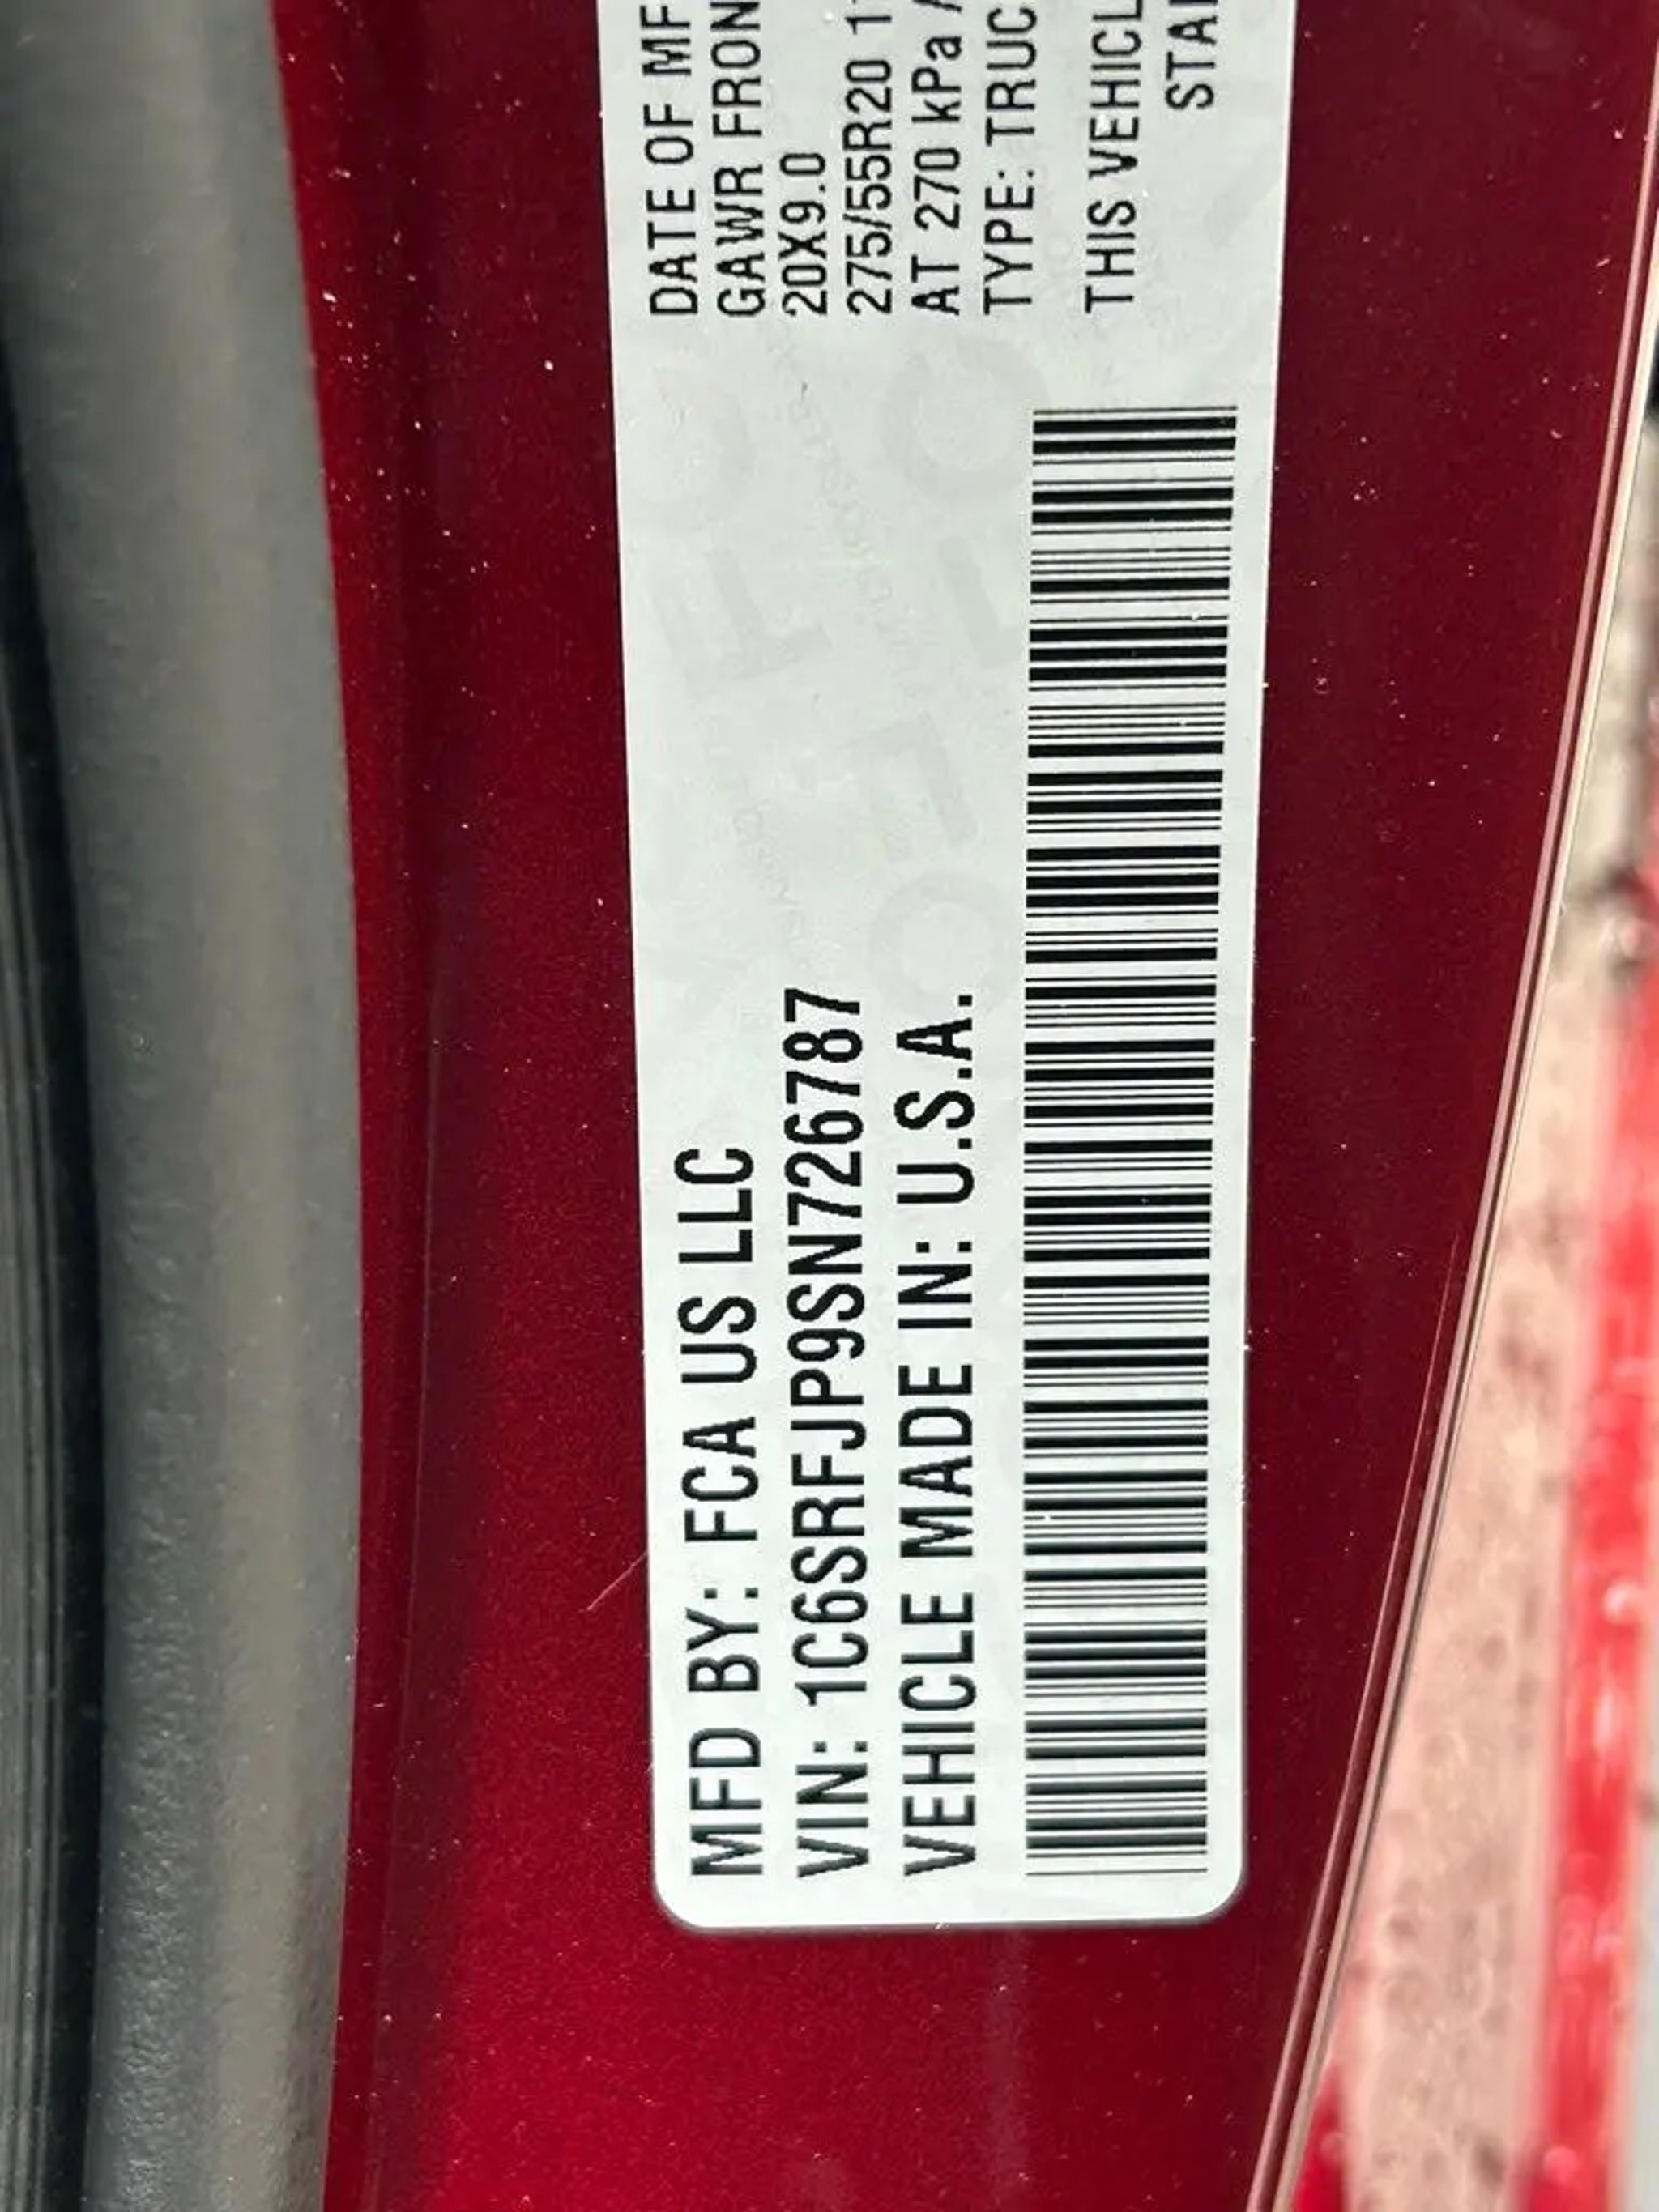 MFD BY: FCA US LLC
VIN: 1C6SRFJP9SN726787
VEHICLE MADE IN: U.S.A.
DATE OF MF
GAWR FRON
20X9.0
275/55R20 11
AT 270 kPa /
TYPE: TRUC
THIS VEHICL
STA